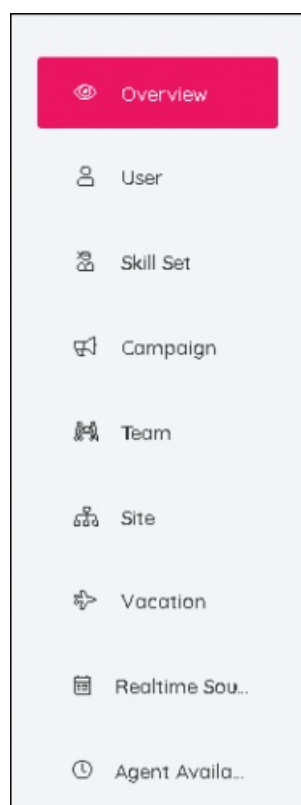 Overview
User
Skill Set
Campaign
Team
Site
Vacation
Realtime Sou...
Agent Availa...